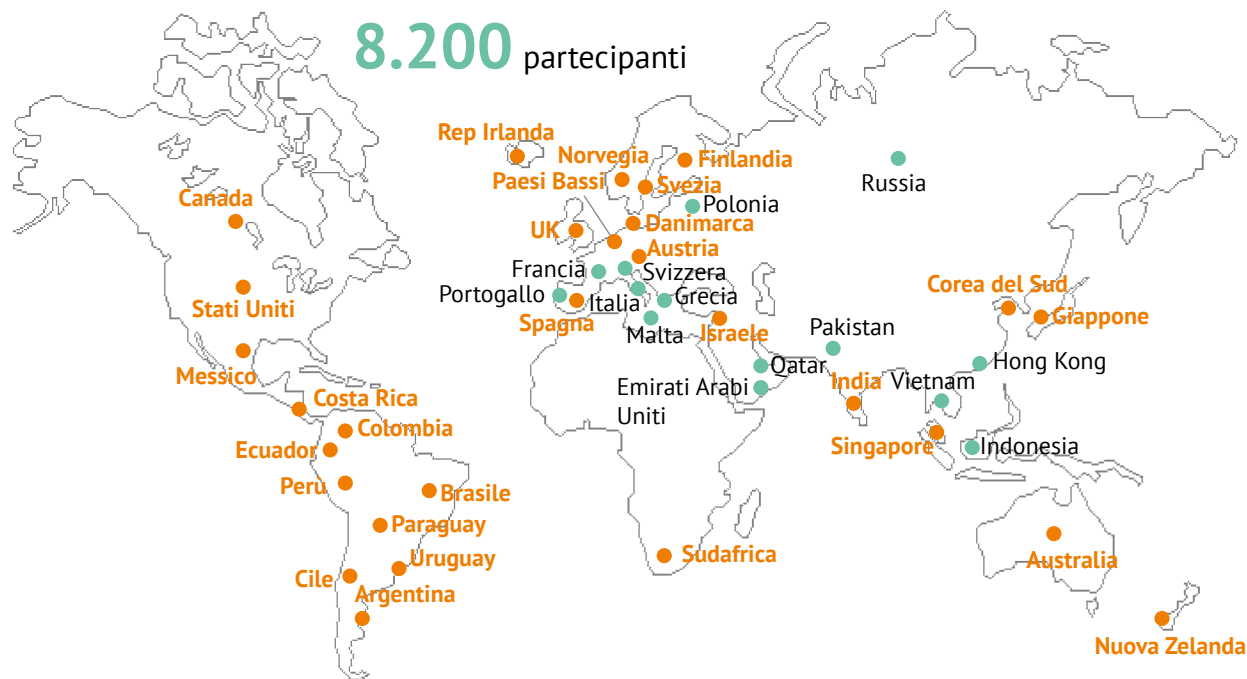 8.200 partecipanti
Rep Irlanda
Norvegia
Finlandia
Paesi Bassi
Svezia
Russia
Canada
Polonia
UK
Danimarca
Austria
Francia
Svizzera
Portogallo
Italia
Grecia
Stati Uniti
Spagna
Malta
Israele
Corea del Sud
Giappone
Pakistan
Messico
Qatar
Hong Kong
Emirati Arabi
Uniti
India
Vietnam
Costa Rica
Colombia
Ecuador
Singapore
Indonesia
Perù
Brasile
Paraguay
Uruguay
Sudafrica
Australia
Cile
Argentina
Nuova Zelanda